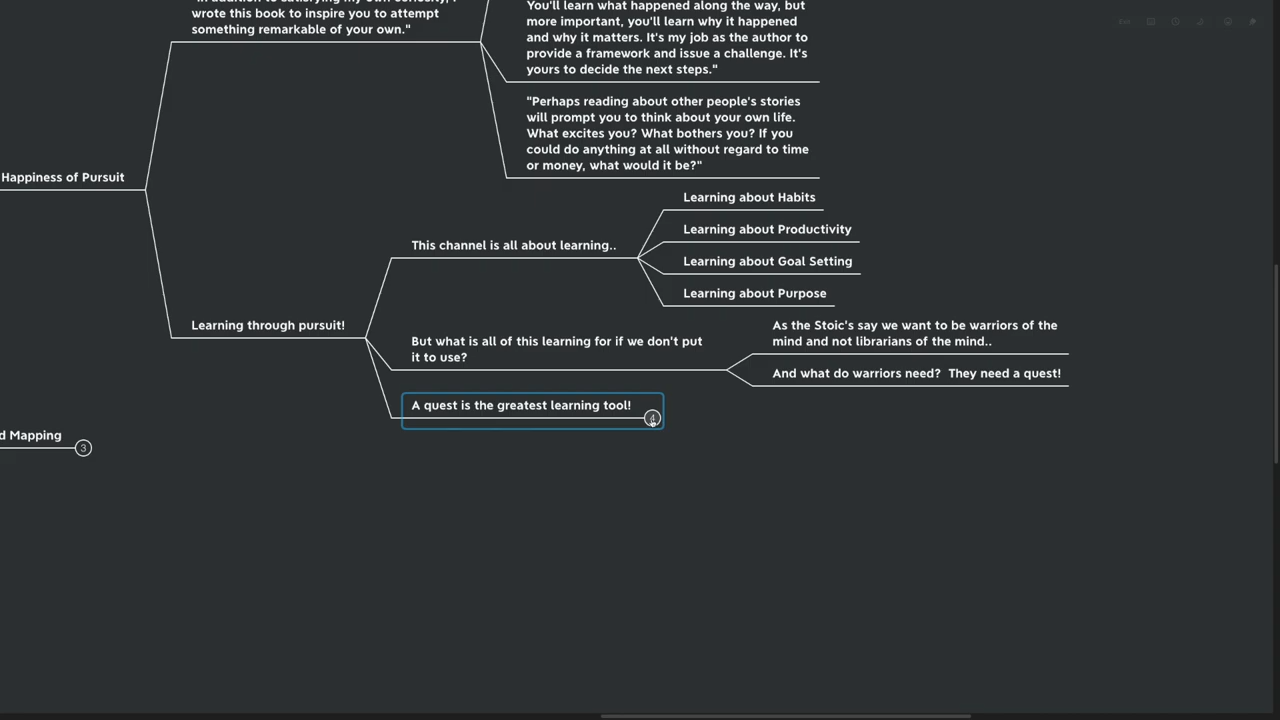 "In addition to satisfying my own curiosity, I
wrote this book to inspire you to attempt
something remarkable of your own."
You'll learn what happened along the way, but
more important, you'll learn why it happened
and why it matters. It's my job as the author to
provide a framework and issue a challenge. It's
yours to decide the next steps."
"Perhaps reading about other people's stories
will prompt you to think about your own life.
What excites you? What bothers you? If you
could do anything at all without regard to time
or money, what would it be?"
Happiness of Pursuit
Learning about Habits
Learning about Productivity
This channel is all about learning..
Learning about Goal Setting
Learning about Purpose
Learning through pursuit!
But what is all of this learning for if we don't put
it to use?
As the Stoic's say we want to be warriors of the
mind and not librarians of the mind..
And what do warriors need?  They need a quest!
A quest is the greatest learning tool!
d Mapping
3